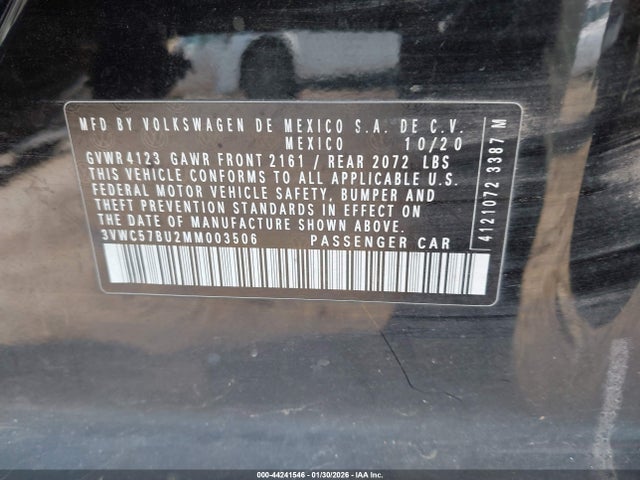 MFD BY VOLKSWAGEN DE MEXICO S.A. DE C.V.
MEXICO 10/20
GVWR 4123 GAWR FRONT 2161 / REAR 2072 LBS
THIS VEHICLE CONFORMS TO ALL APPLICABLE U.S.
FEDERAL MOTOR VEHICLE SAFETY, BUMPER AND
THEFT PREVENTION STANDARDS IN EFFECT ON
THE DATE OF MANUFACTURE SHOWN ABOVE.
3VWC57BU2MM003506 PASSENGER CAR
4121072 3387 M
000-44241546 - 01/30/2026 - IAA Inc.